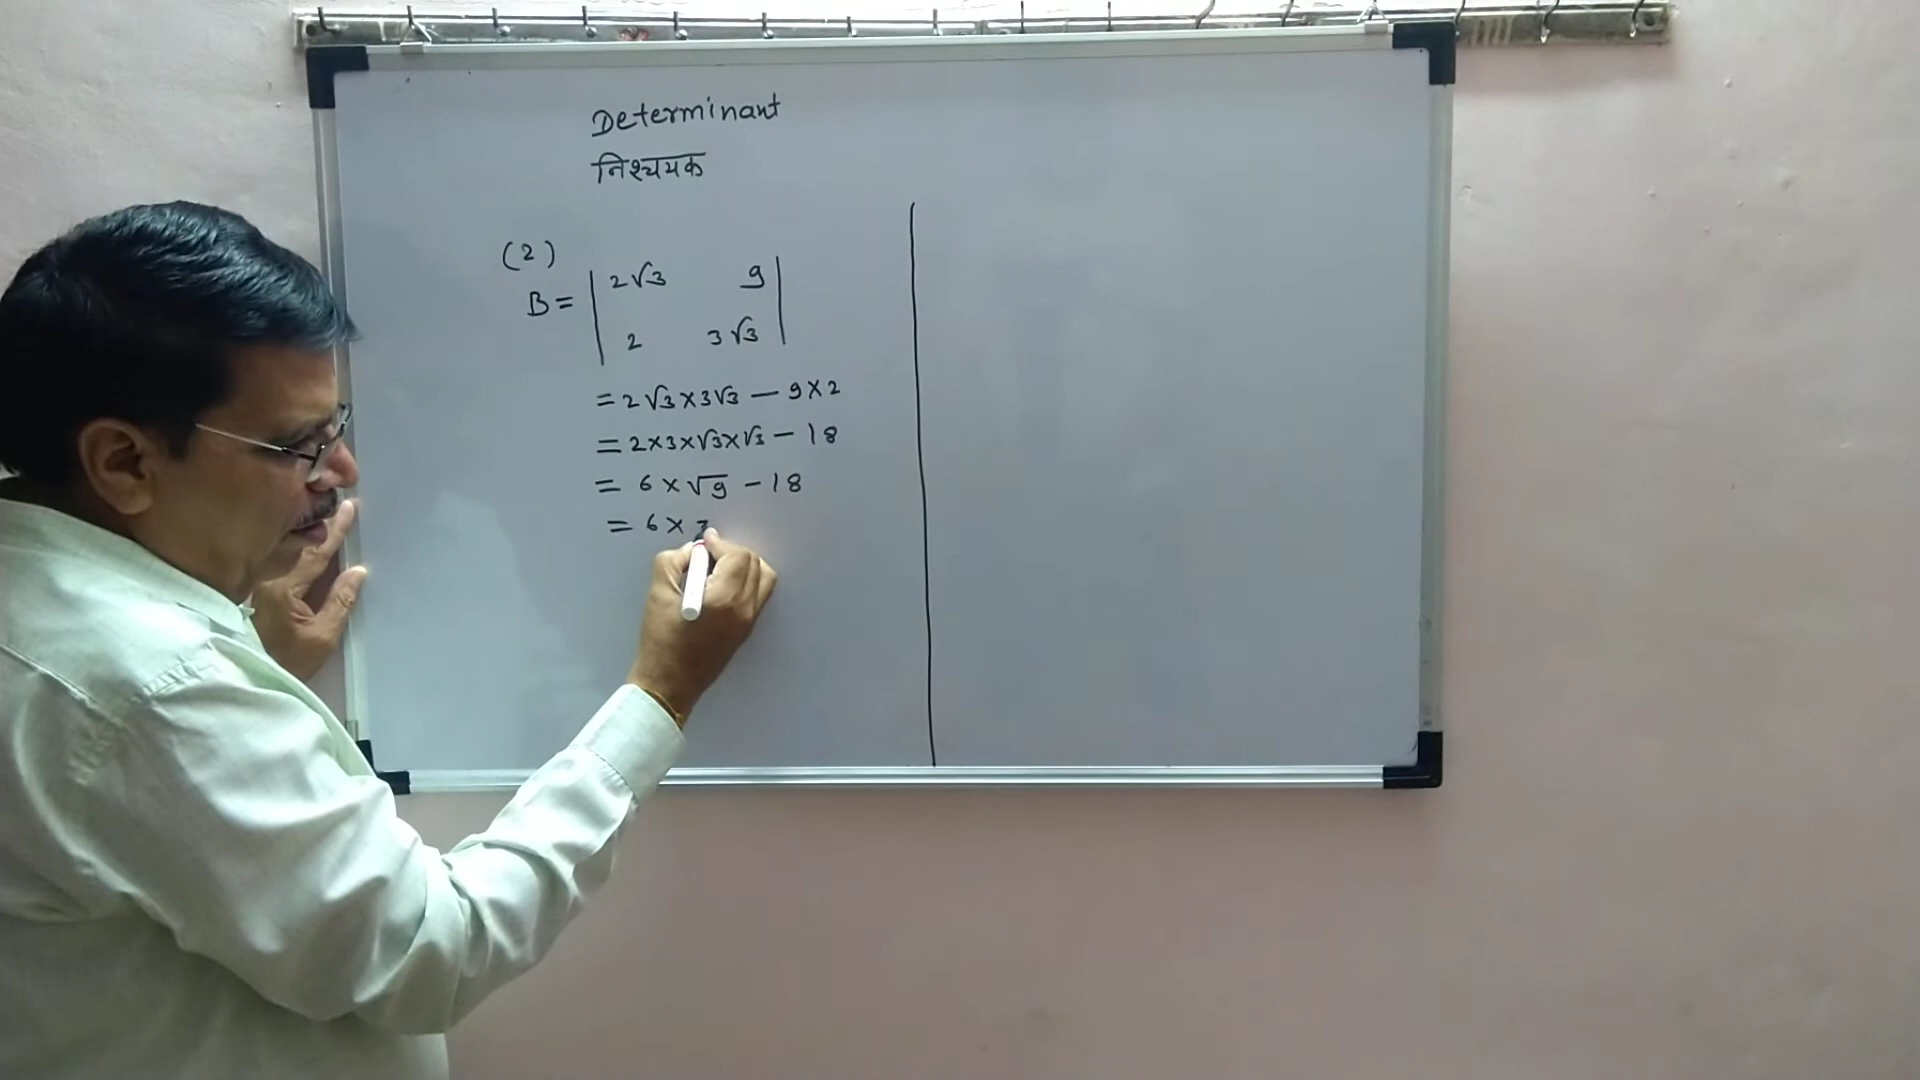 Determinant
निश्चयक
(2)
B = | 2√3 9 |
| 2 3√3 |
= 2√3×3√3 — 9×2
= 2×3×√3×√3 - 18
= 6 × √9 - 18
= 6 ×